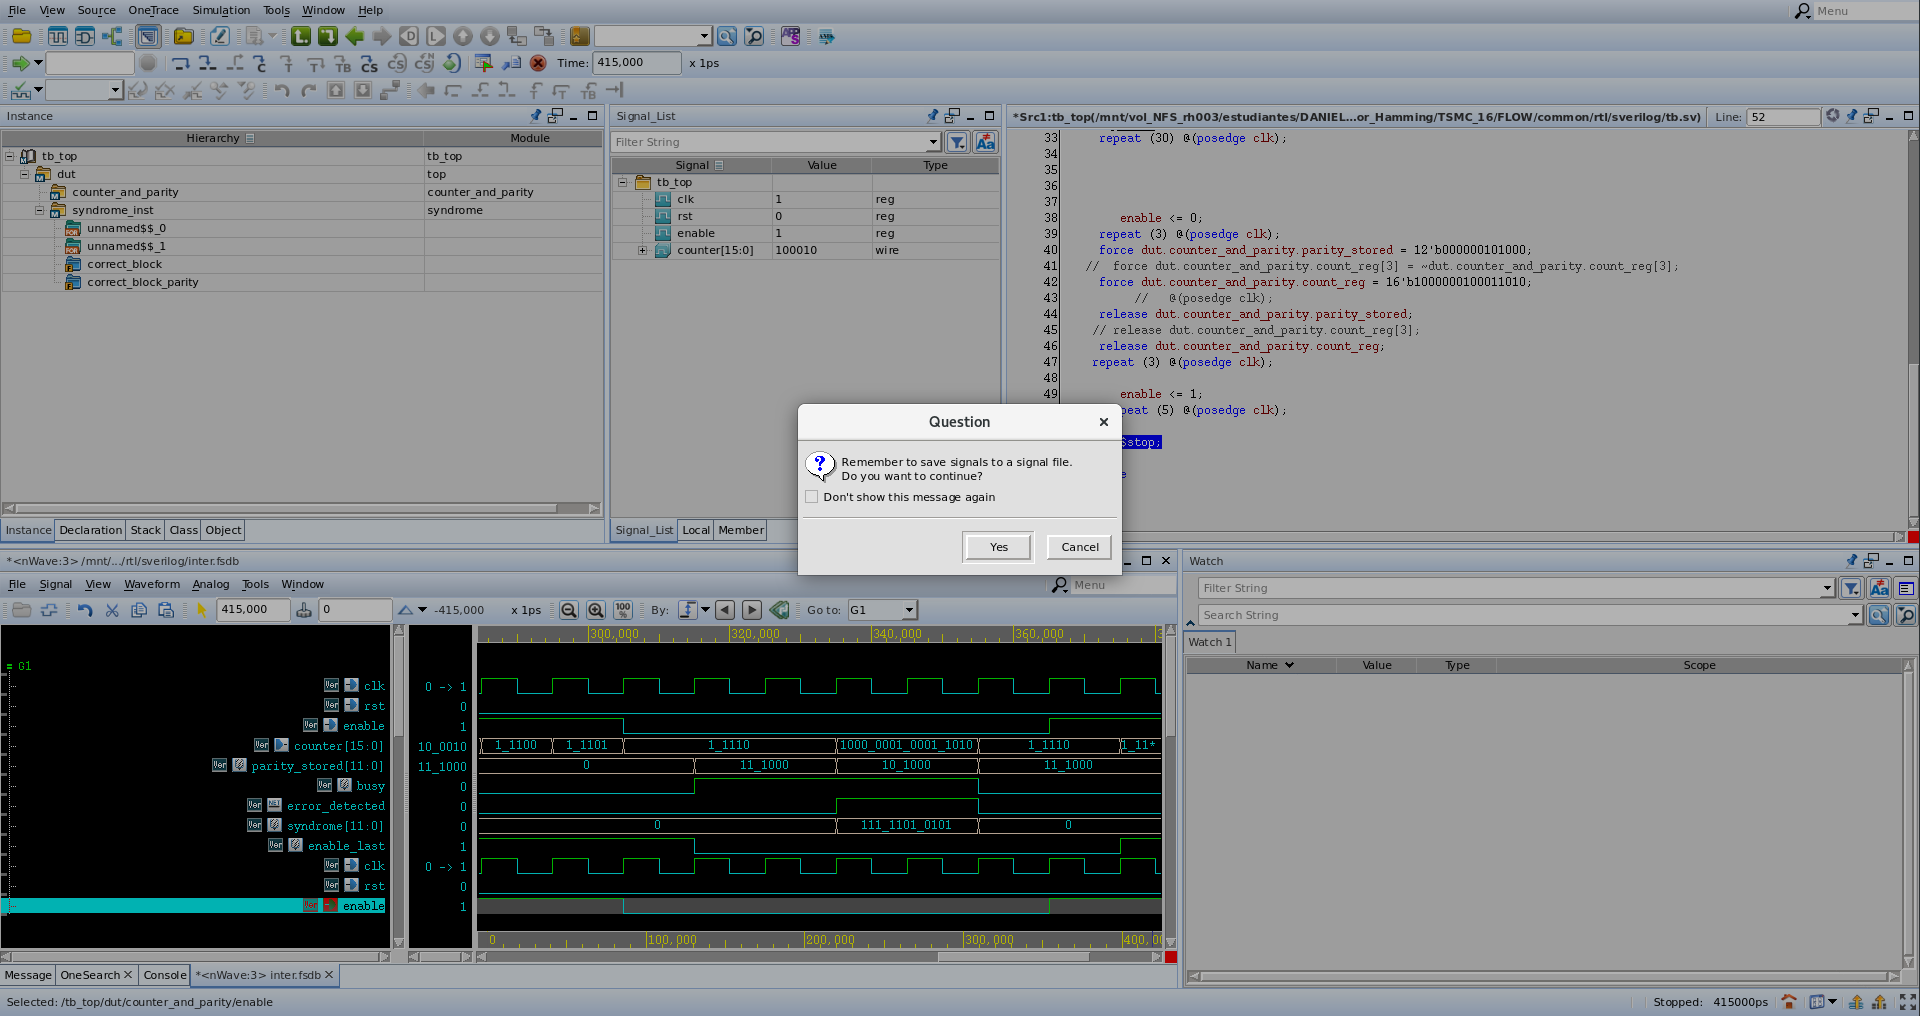 File View Source OneTrace Simulation Tools Window Help
Menu
Time: 415,000 x 1ps
Instance
Hierarchy Module
tb_top tb_top
dut top
counter_and_parity counter_and_parity
syndrome_inst syndrome
unnamed$$_0
unnamed$$_1
correct_block
correct_block_parity
Instance Declaration Stack Class Object
Signal_List
Filter String
Signal Value Type
tb_top
clk 1 reg
rst 0 reg
enable 1 reg
counter[15:0] 100010 wire
Signal_List Local Member
*Src1:tb_top(/mnt/vol_NFS_rh003/estudiantes/DANIEL...or_Hamming/TSMC_16/FLOW/common/rtl/sverilog/tb.sv) Line: 52
33 repeat (30) @(posedge clk);
34
35
36
37
38 enable <= 0;
39 repeat (3) @(posedge clk);
40 force dut.counter_and_parity.parity_stored = 12'b000000101000;
41 // force dut.counter_and_parity.count_reg[3] = ~dut.counter_and_parity.count_reg[3];
42 force dut.counter_and_parity.count_reg = 16'b1000000100011010;
43 // @(posedge clk);
44 release dut.counter_and_parity.parity_stored;
45 // release dut.counter_and_parity.count_reg[3];
46 release dut.counter_and_parity.count_reg;
47 repeat (3) @(posedge clk);
48
49 enable <= 1;
peat (5) @(posedge clk);
$stop;
e
Question
Remember to save signals to a signal file.
Do you want to continue?
Don't show this message again
Yes Cancel
*<nWave:3> /mnt/.../rtl/sverilog/inter.fsdb
File Signal View Waveform Analog Tools Window
Menu
415,000 0 -415,000 x 1ps 100% By: Go to: G1
300,000 320,000 340,000 360,000
G1
clk 0 -> 1
rst 0
enable 1
counter[15:0] 10_0010 1_1100 1_1101 1_1110 1000_0001_0001_1010 1_1110 1_11*
parity_stored[11:0] 11_1000 0 11_1000 10_1000 11_1000
busy 0
error_detected 0
syndrome[11:0] 0 0 111_1101_0101 0
enable_last 1
clk 0 -> 1
rst 0
enable 1
0 100,000 200,000 300,000 400,0
Message OneSearch Console *<nWave:3> inter.fsdb
Watch
Filter String
Search String
Watch 1
Name Value Type Scope
Selected: /tb_top/dut/counter_and_parity/enable
Stopped: 415000ps